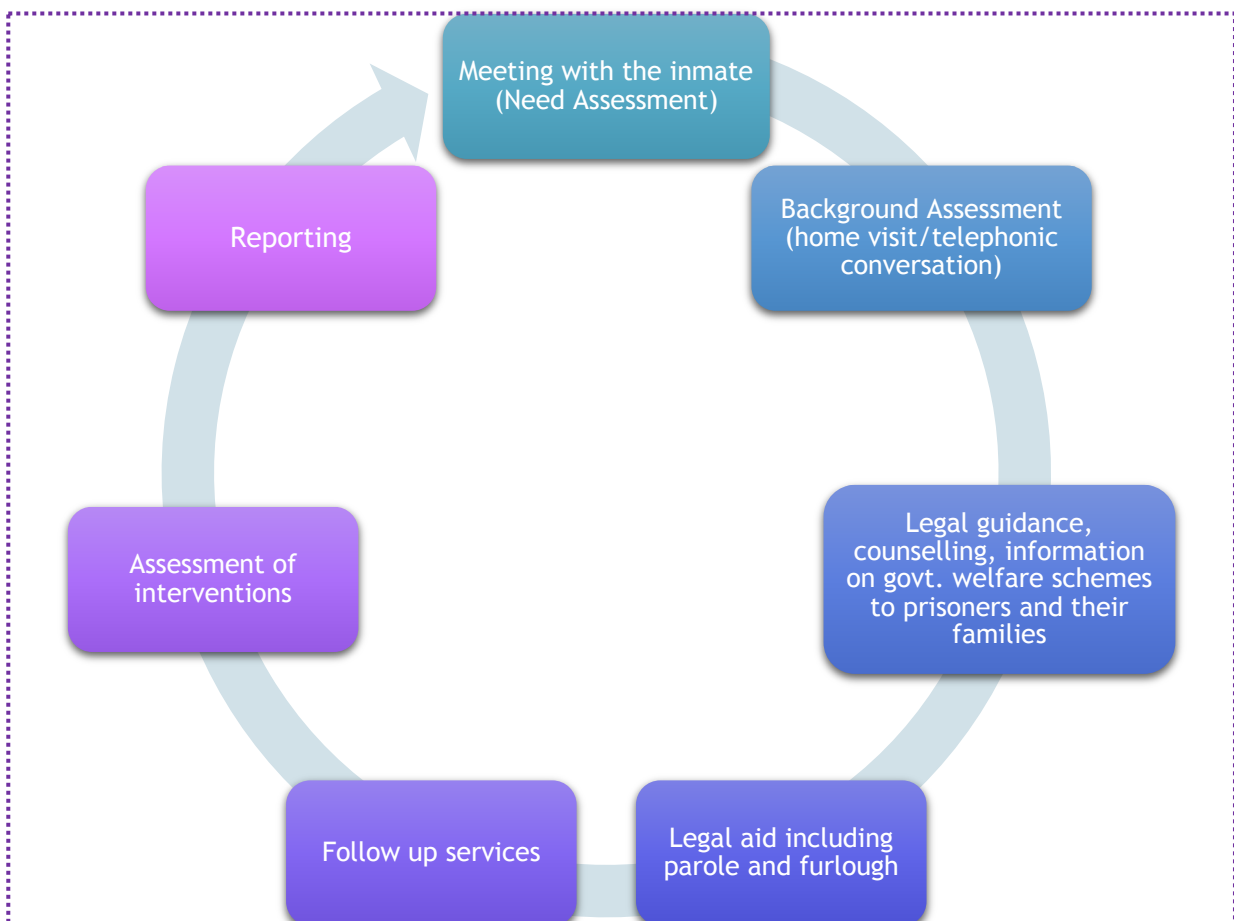 Meeting with the inmate
(Need Assessment)
Background Assessment
(home visit/telephonic
conversation)
Legal guidance,
counselling, information
on govt. welfare schemes
to prisoners and their
families
Legal aid including
parole and furlough
Follow up services
Assessment of
interventions
Reporting